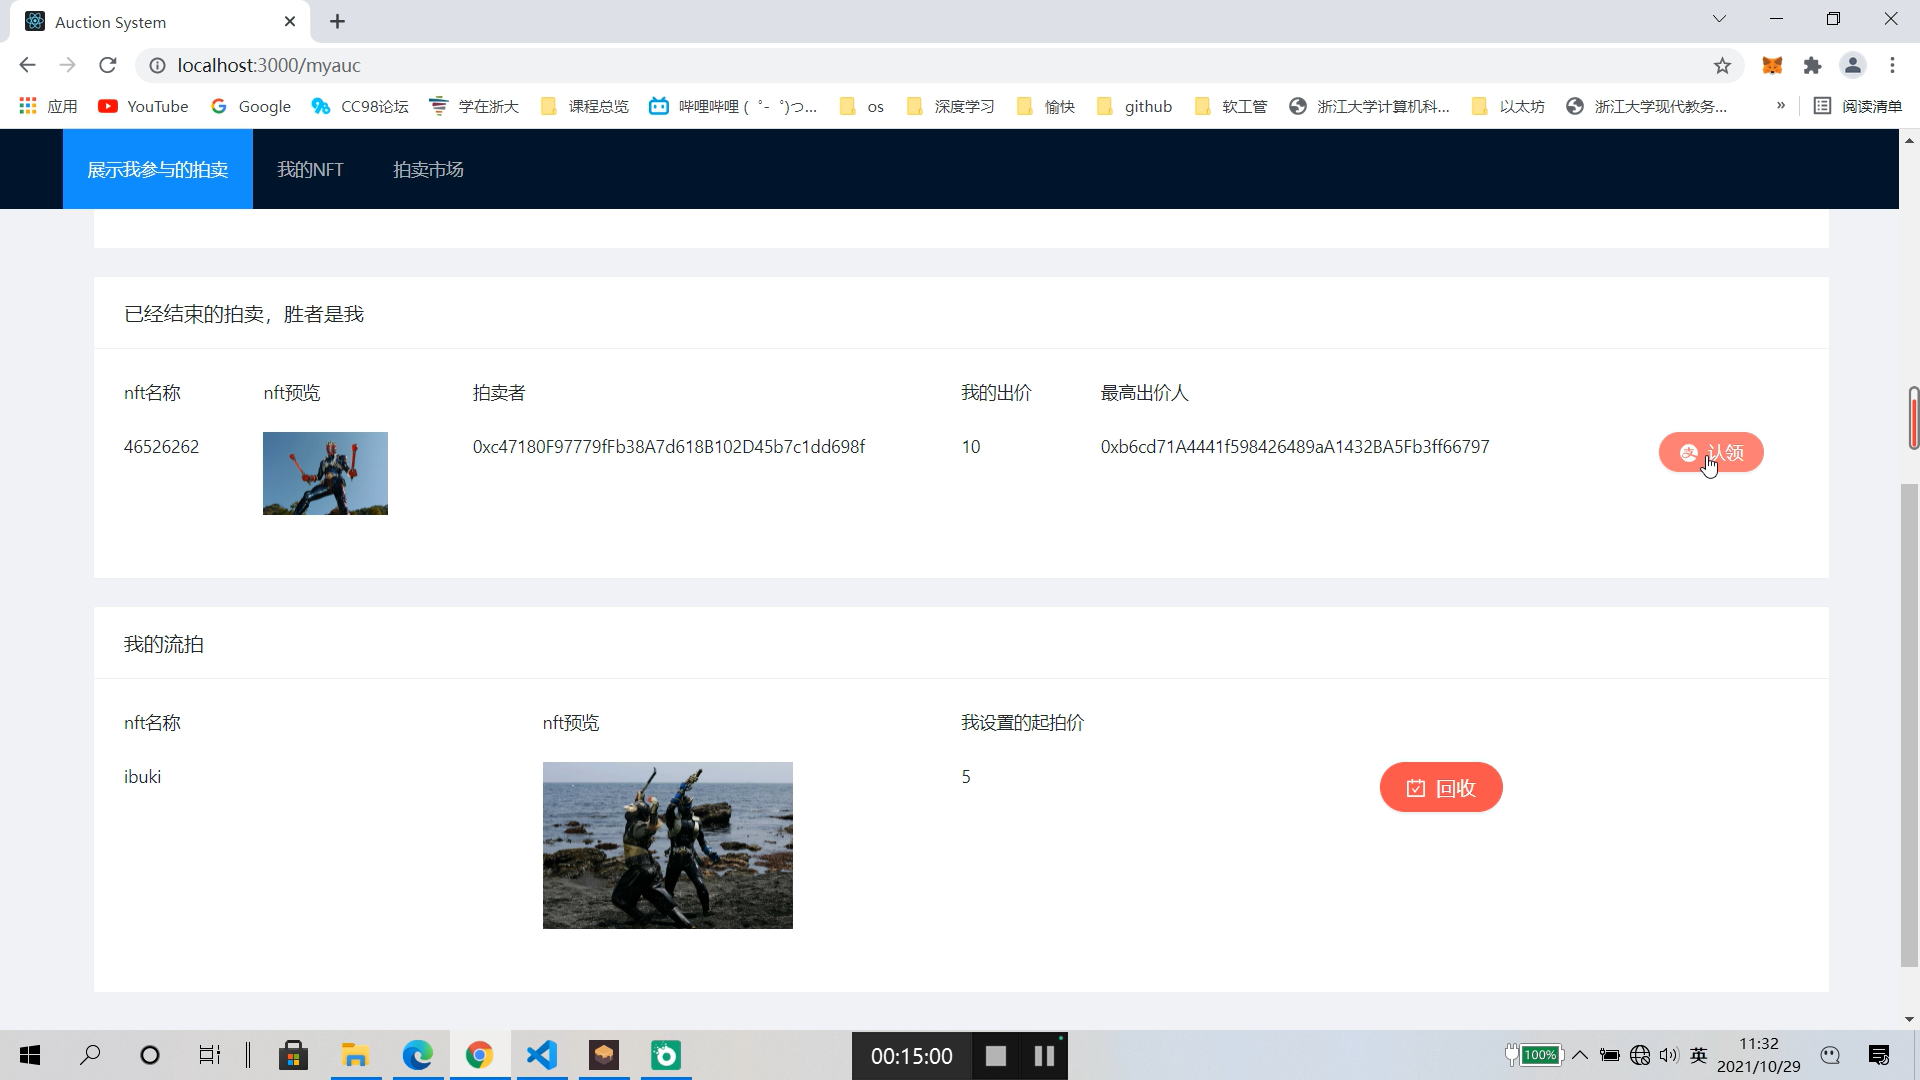 Auction System
localhost:3000/myauc
应用
YouTube
Google
CC98论坛
学在浙大
课程总览
哔哩哔哩 (゜-゜)つ...
os
深度学习
愉快
github
软工管
浙江大学计算机科...
以太坊
浙江大学现代教务...
»
阅读清单
展示我参与的拍卖
我的NFT
拍卖市场
已经结束的拍卖，胜者是我
nft名称 nft预览 拍卖者 我的出价 最高出价人
46526262 0xc47180F97779fFb38A7d618B102D45b7c1dd698f 10 0xb6cd71A4441f598426489aA1432BA5Fb3ff66797 支 认领
我的流拍
nft名称 nft预览 我设置的起拍价
ibuki 5 回收
00:15:00
100%
英
11:32
2021/10/29